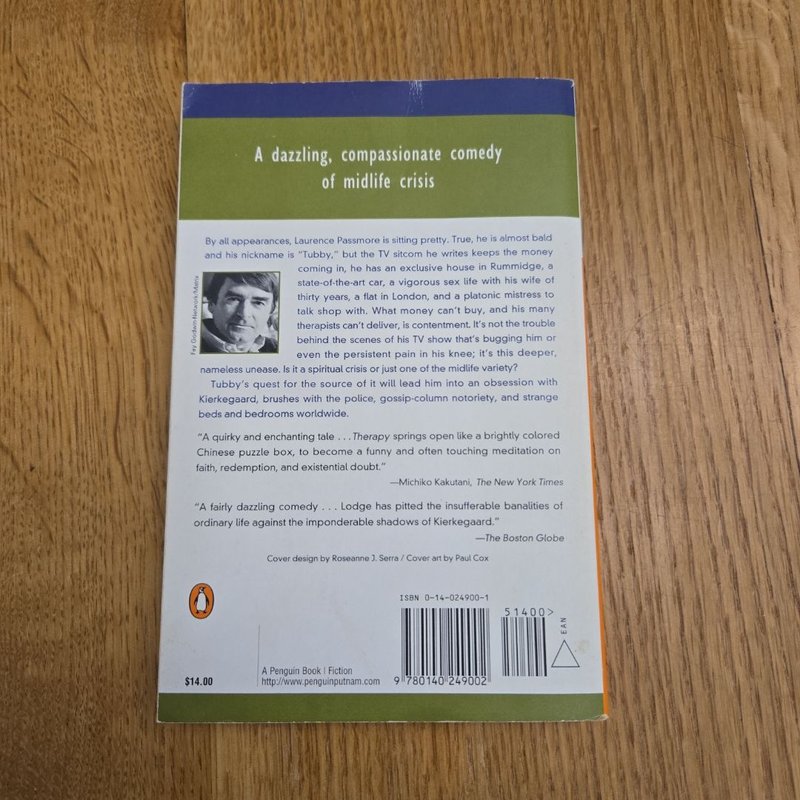 A dazzling, compassionate comedy
of midlife crisis
By all appearances, Laurence Passmore is sitting pretty. True, he is almost bald
and his nickname is “Tubby,” but the TV sitcom he writes keeps the money
coming in, he has an exclusive house in Rummidge, a
state-of-the-art car, a vigorous sex life with his wife of
thirty years, a flat in London, and a platonic mistress to
talk shop with. What money can’t buy, and his many
therapists can’t deliver, is contentment. It’s not the trouble
behind the scenes of his TV show that’s bugging him or
even the persistent pain in his knee; it’s this deeper,
nameless unease. Is it a spiritual crisis or just one of the midlife variety?
Tubby’s quest for the source of it will lead him into an obsession with
Kierkegaard, brushes with the police, gossip-column notoriety, and strange
beds and bedrooms worldwide.
Fay Godwin-Network/Matrix
“A quirky and enchanting tale . . . Therapy springs open like a brightly colored
Chinese puzzle box, to become a funny and often touching meditation on
faith, redemption, and existential doubt.”
—Michiko Kakutani, The New York Times
“A fairly dazzling comedy . . . Lodge has pitted the insufferable banalities of
ordinary life against the imponderable shadows of Kierkegaard.”
—The Boston Globe
Cover design by Roseanne J. Serra / Cover art by Paul Cox
ISBN 0-14-024900-1
51400>
EAN
9 780140 249002
A Penguin Book | Fiction
http://www.penguinputnam.com
$14.00